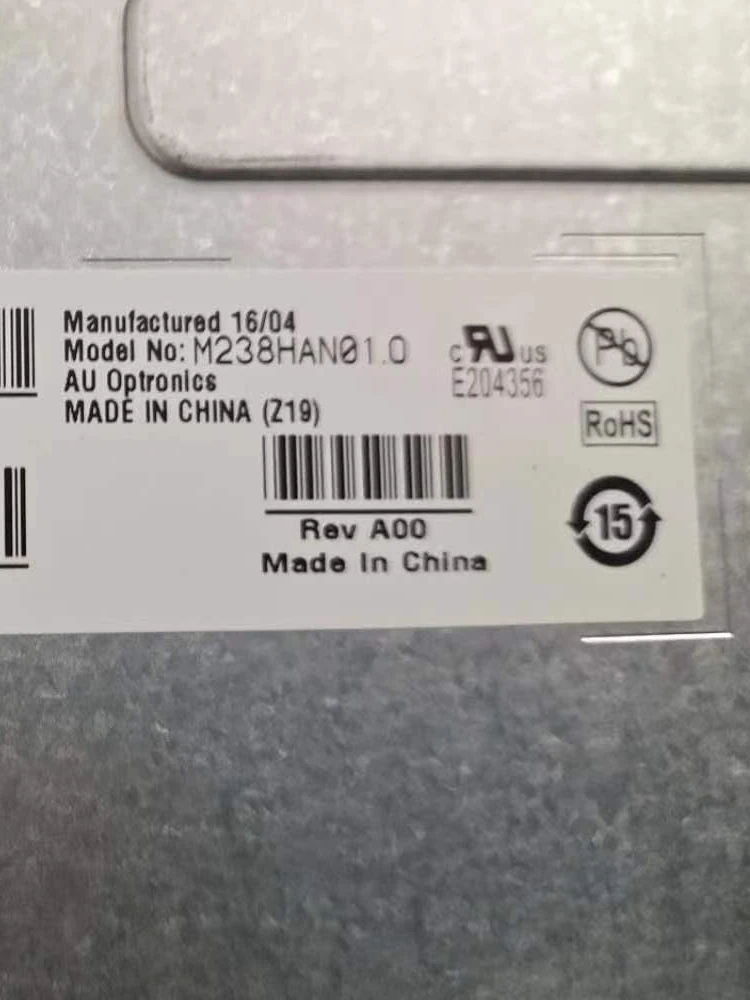 Manufactured 16/04
Model No: M238HAN01.0
AU Optronics
MADE IN CHINA (Z19)
c RU us
E204356
Pb
RoHS
15
Rev A00
Made In China